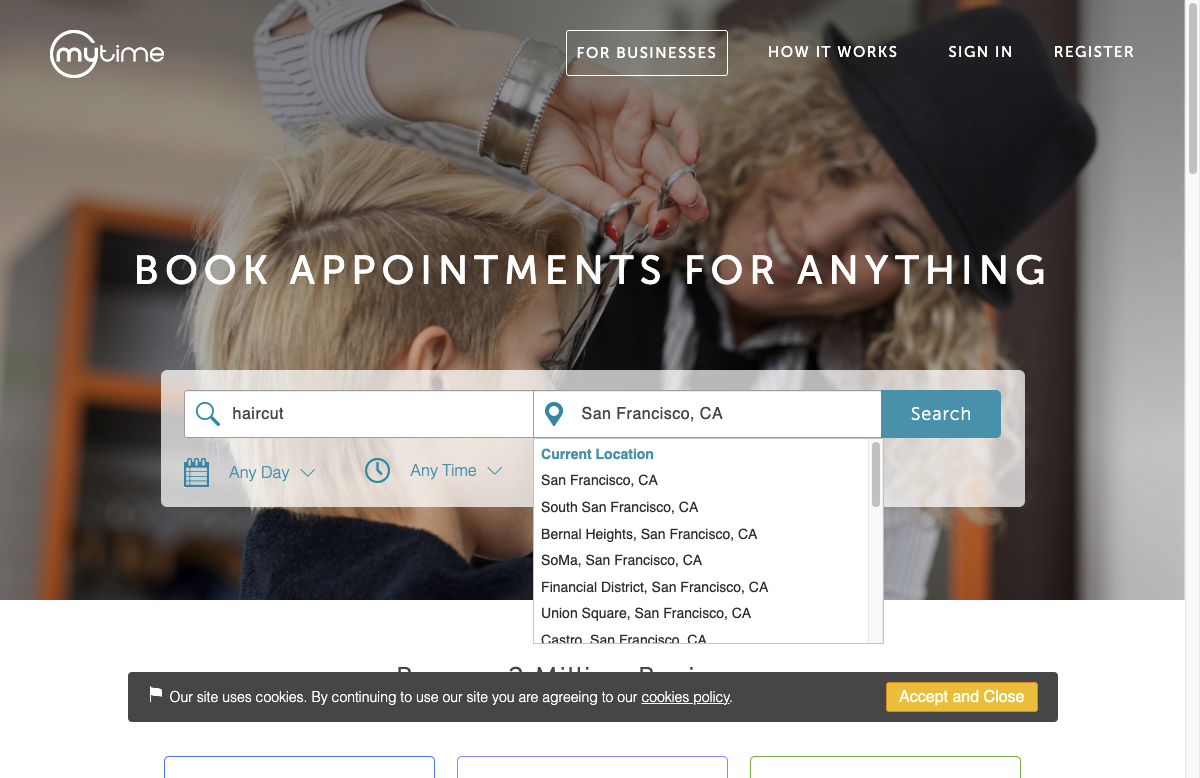 mytime
FOR BUSINESSES
HOW IT WORKS
SIGN IN
REGISTER
BOOK APPOINTMENTS FOR ANYTHING
haircut
San Francisco, CA
Search
Any Day
Any Time
Current Location
San Francisco, CA
South San Francisco, CA
Bernal Heights, San Francisco, CA
SoMa, San Francisco, CA
Financial District, San Francisco, CA
Union Square, San Francisco, CA
Castro, San Francisco, CA
Our site uses cookies. By continuing to use our site you are agreeing to our cookies policy.
Accept and Close